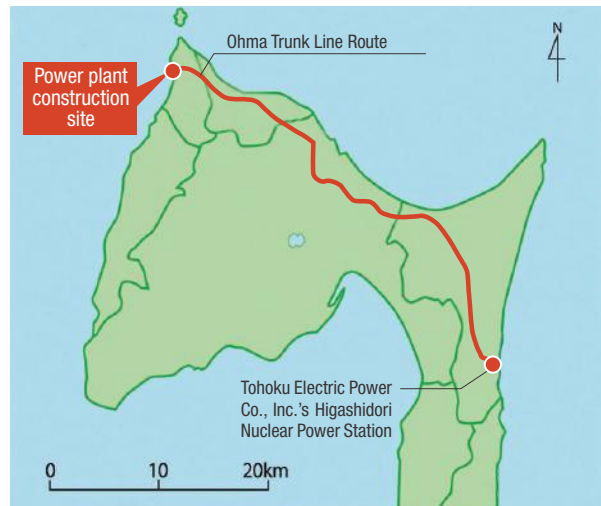 Ohma Trunk Line Route
N
Power plant
construction
site
Tohoku Electric Power
Co., Inc.'s Higashidori
Nuclear Power Station
0 10 20km